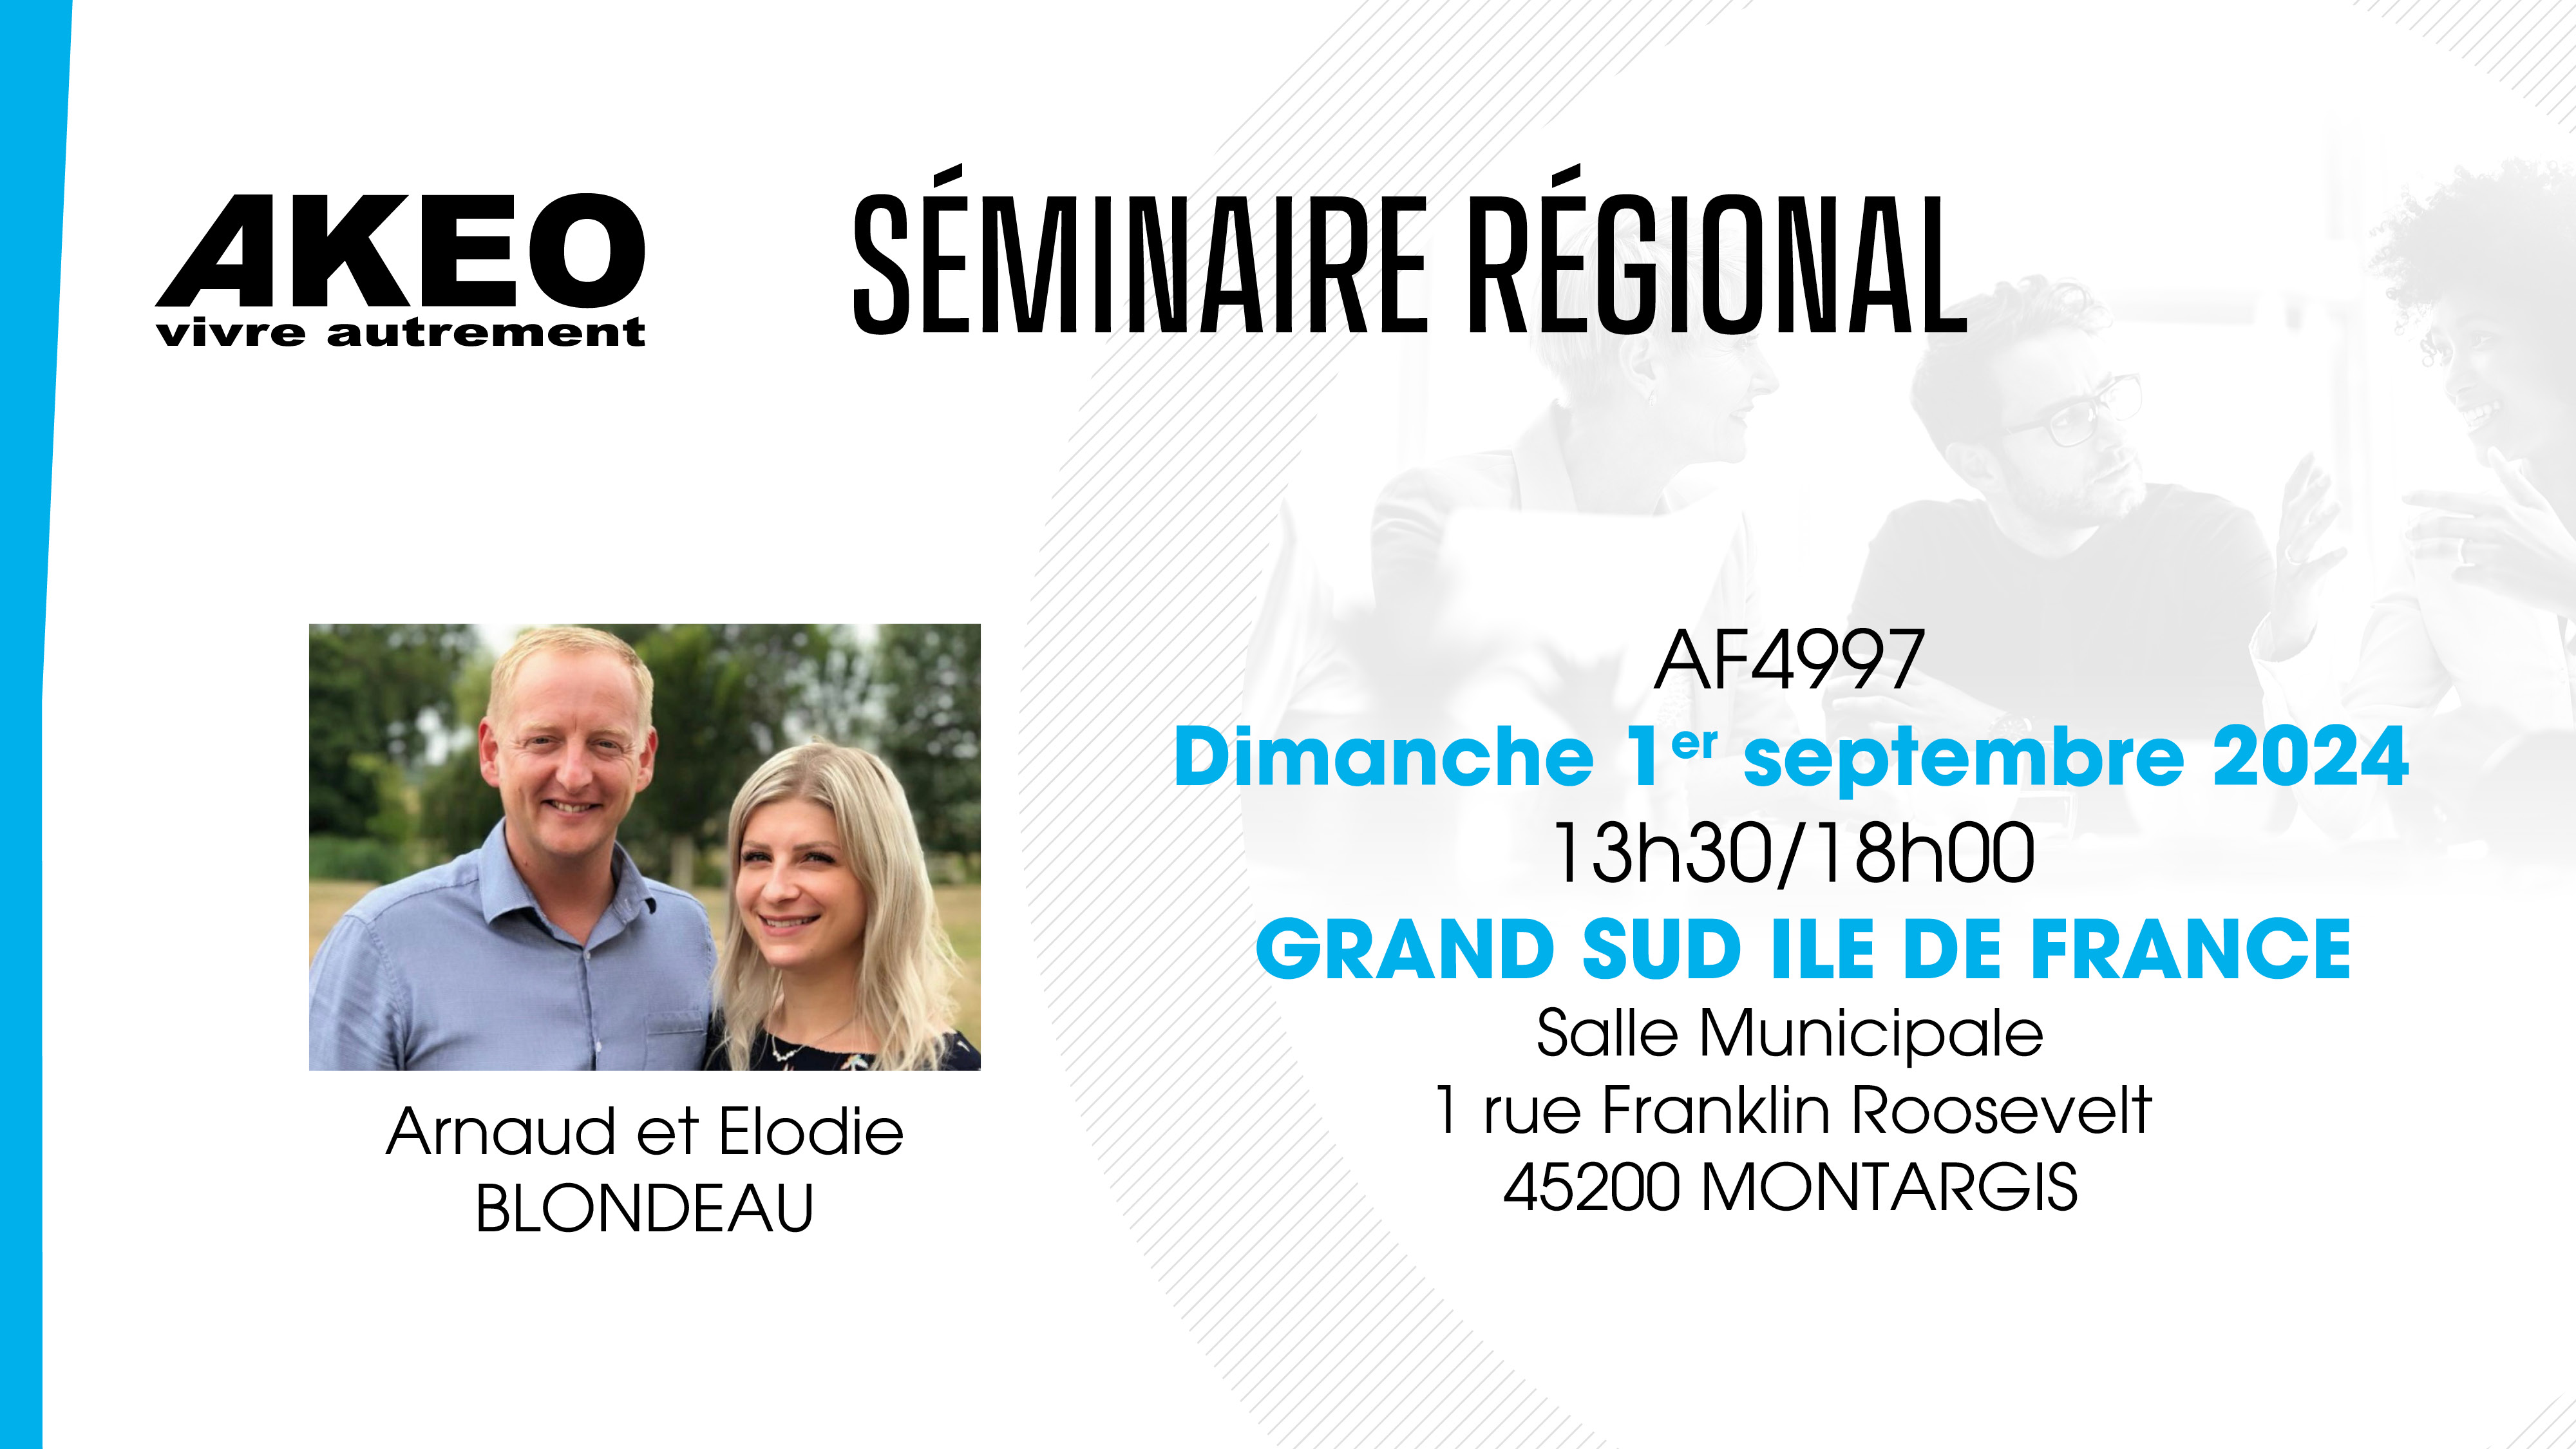 AKEO
vivre autrement
SÉMINAIRE RÉGIONAL
Arnaud et Elodie
BLONDEAU
AF4997
Dimanche 1er septembre 2024
13h30/18h00
GRAND SUD ILE DE FRANCE
Salle Municipale
1 rue Franklin Roosevelt
45200 MONTARGIS